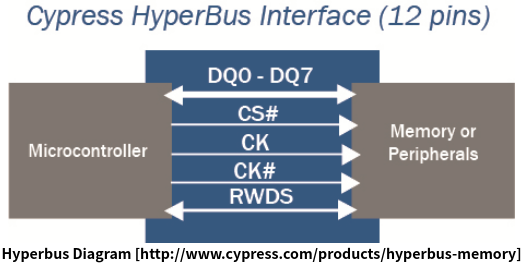 Cypress HyperBus Interface (12 pins)
DQ0 - DQ7
CS#
CK
CK#
RWDS
Microcontroller
Memory or
Peripherals
Hyperbus Diagram [http://www.cypress.com/products/hyperbus-memory]